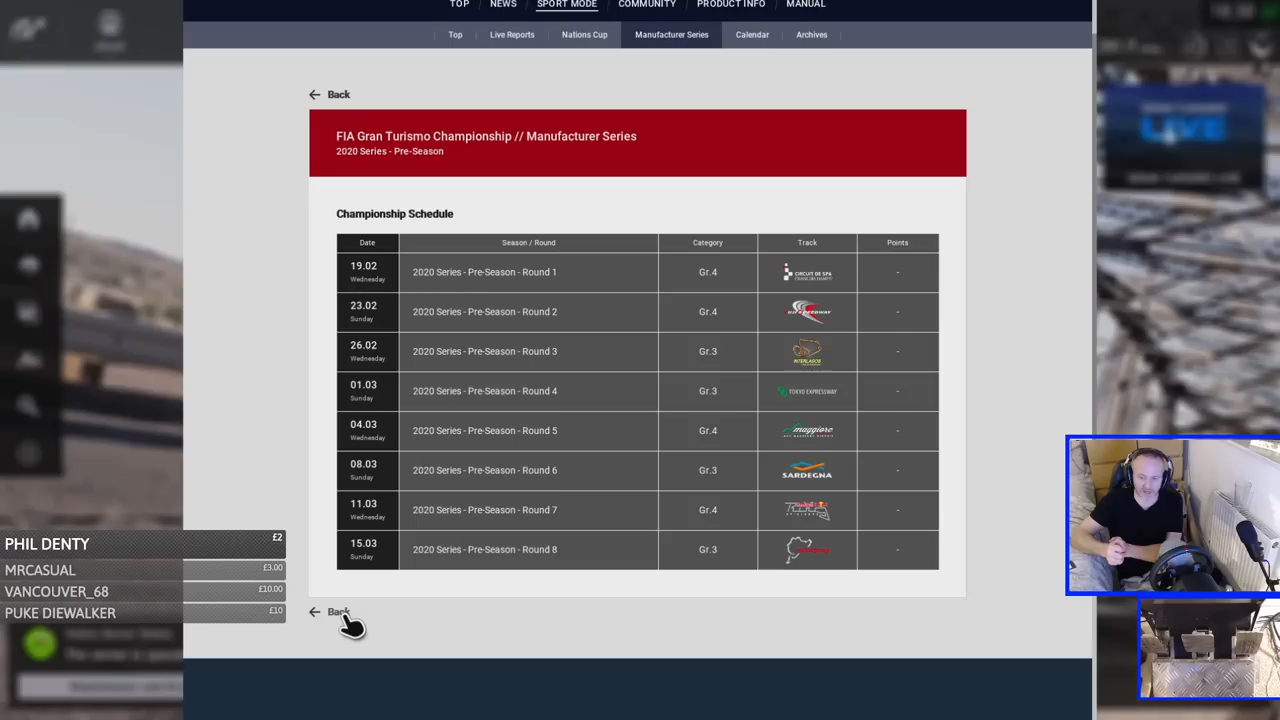 TOP NEWS SPORT MODE COMMUNITY PRODUCT INFO MANUAL
Top Live Reports Nations Cup Manufacturer Series Calendar Archives
← Back
FIA Gran Turismo Championship // Manufacturer Series
2020 Series - Pre-Season
Championship Schedule
Date Season / Round Category Track Points
19.02 Wednesday 2020 Series - Pre-Season - Round 1 Gr.4 CIRCUIT DE SPA FRANCORCHAMPS -
23.02 Sunday 2020 Series - Pre-Season - Round 2 Gr.4 -
26.02 Wednesday 2020 Series - Pre-Season - Round 3 Gr.3 INTERLAGOS -
01.03 Sunday 2020 Series - Pre-Season - Round 4 Gr.3 TOKYO EXPRESSWAY -
04.03 Wednesday 2020 Series - Pre-Season - Round 5 Gr.4 Maggiore -
08.03 Sunday 2020 Series - Pre-Season - Round 6 Gr.3 SARDEGNA -
11.03 Wednesday 2020 Series - Pre-Season - Round 7 Gr.4 -
15.03 Sunday 2020 Series - Pre-Season - Round 8 Gr.3 -
← Back
LIVE
PHIL DENTY £2
MRCASUAL £3.00
VANCOUVER_68 £10.00
PUKE DIEWALKER £10